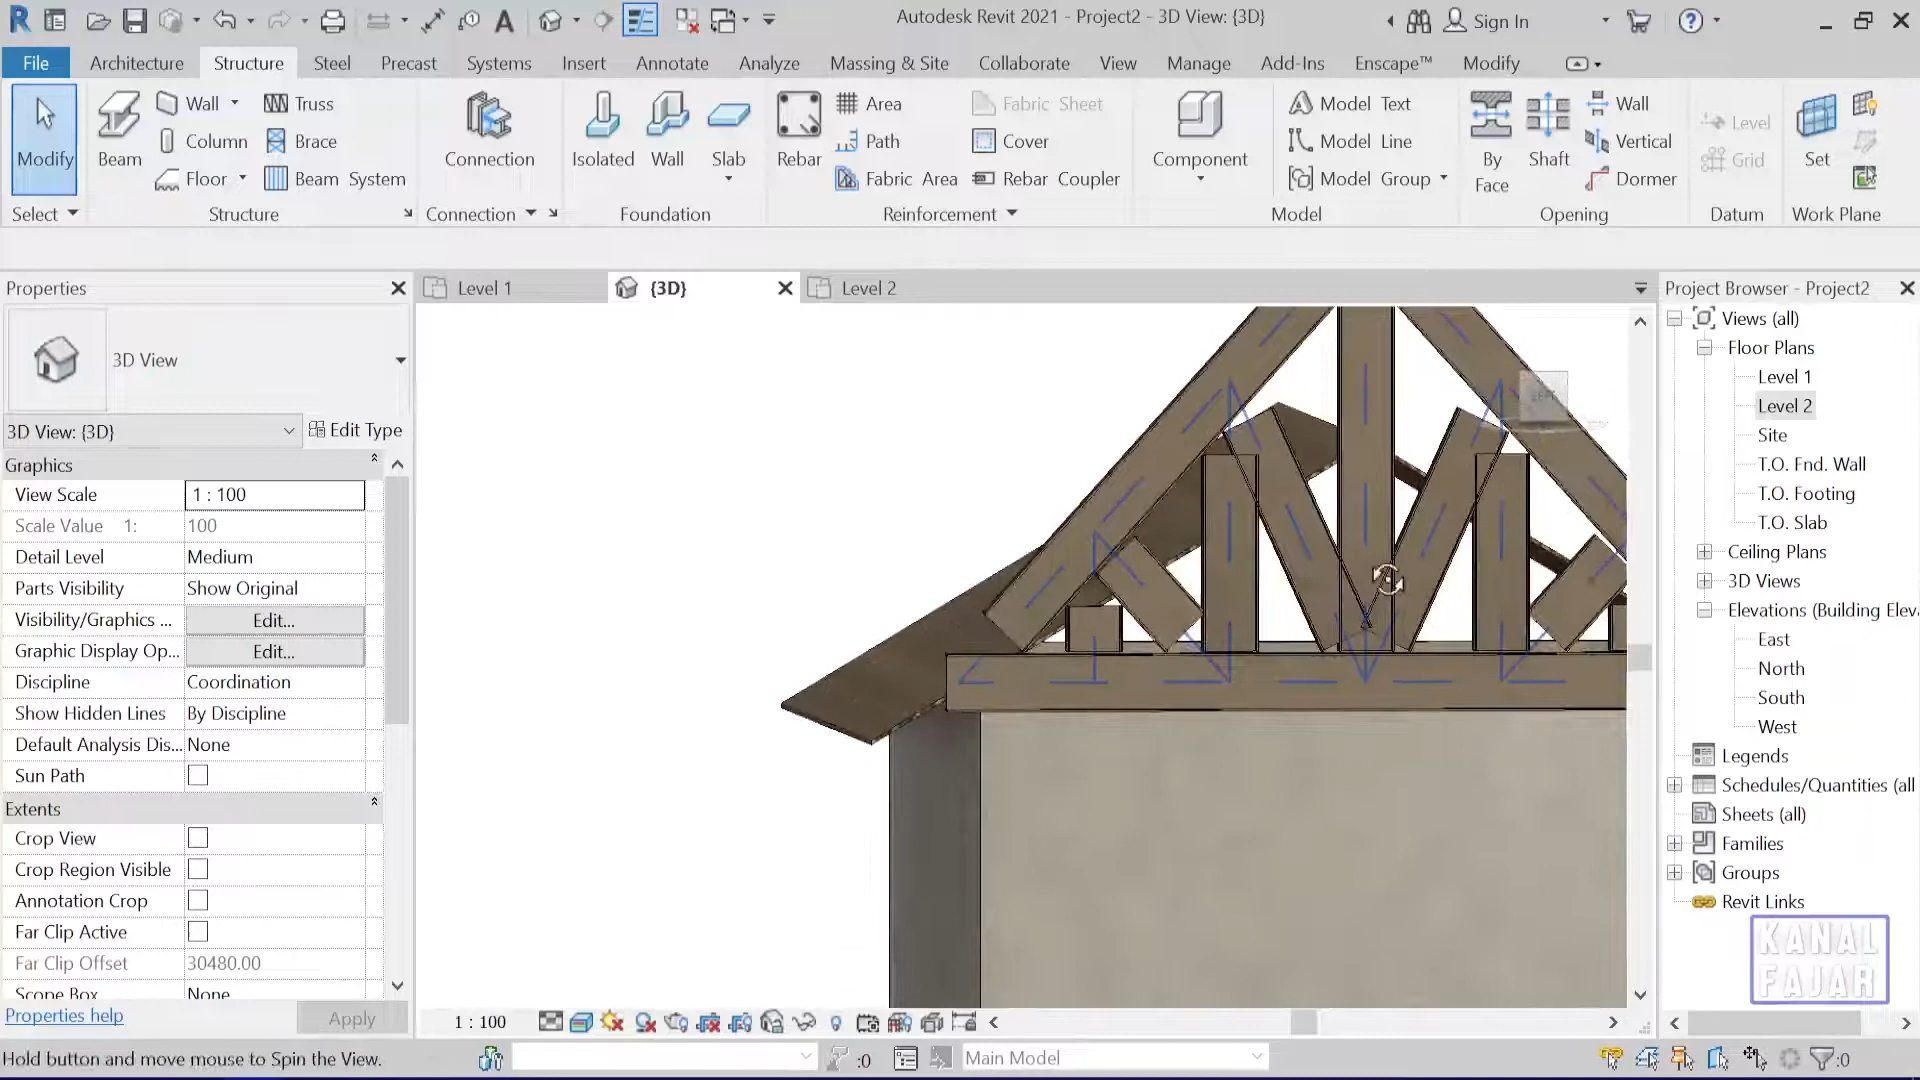 Autodesk Revit 2021 - Project2 - 3D View: {3D}
Sign In
File
Architecture
Structure
Steel
Precast
Systems
Insert
Annotate
Analyze
Massing & Site
Collaborate
View
Manage
Add-Ins
Enscape™
Modify
Modify
Beam
Wall
Column
Floor
Truss
Brace
Beam System
Connection
Isolated
Wall
Slab
Rebar
Area
Path
Fabric Area
Fabric Sheet
Cover
Rebar Coupler
Component
Model Text
Model Line
Model Group
By
Face
Shaft
Wall
Vertical
Dormer
Level
Grid
Set
Select
Structure
Connection
Foundation
Reinforcement
Model
Opening
Datum
Work Plane
Properties
3D View
3D View: {3D}
Edit Type
Graphics
View Scale 1 : 100
Scale Value 1: 100
Detail Level Medium
Parts Visibility Show Original
Visibility/Graphics ... Edit...
Graphic Display Op... Edit...
Discipline Coordination
Show Hidden Lines By Discipline
Default Analysis Dis... None
Sun Path
Extents
Crop View
Crop Region Visible
Annotation Crop
Far Clip Active
Far Clip Offset 30480.00
Scope Box None
Properties help
Apply
Level 1
{3D}
Level 2
LEFT
1 : 100
Project Browser - Project2
Views (all)
Floor Plans
Level 1
Level 2
Site
T.O. Fnd. Wall
T.O. Footing
T.O. Slab
Ceiling Plans
3D Views
Elevations (Building Elev
East
North
South
West
Legends
Schedules/Quantities (all
Sheets (all)
Families
Groups
Revit Links
KANAL
FAJAR
Hold button and move mouse to Spin the View.
:0
Main Model
:0